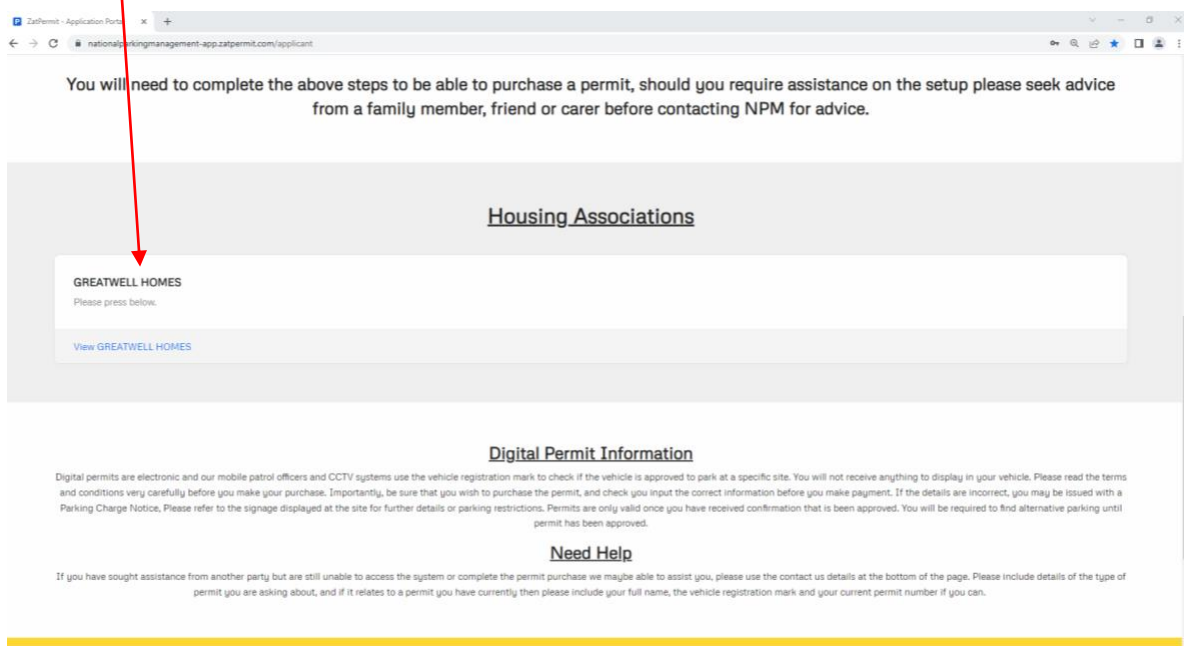 ZatPermit - Application Portal
nationalparkingmanagement-app.zatpermit.com/applicant
You will need to complete the above steps to be able to purchase a permit, should you require assistance on the setup please seek advice
from a family member, friend or carer before contacting NPM for advice.
Housing Associations
GREATWELL HOMES
Please press below.
View GREATWELL HOMES
Digital Permit Information
Digital permits are electronic and our mobile patrol officers and CCTV systems use the vehicle registration mark to check if the vehicle is approved to park at a specific site. You will not receive anything to display in your vehicle. Please read the terms
and conditions very carefully before you make your purchase. Importantly, be sure that you wish to purchase the permit, and check you input the correct information before you make payment. If the details are incorrect, you may be issued with a
Parking Charge Notice, Please refer to the signage displayed at the site for further details or parking restrictions. Permits are only valid once you have received confirmation that is been approved. You will be required to find alternative parking until
permit has been approved.
Need Help
If you have sought assistance from another party but are still unable to access the system or complete the permit purchase we maybe able to assist you, please use the contact us details at the bottom of the page. Please include details of the type of
permit you are asking about, and if it relates to a permit you have currently then please include your full name, the vehicle registration mark and your current permit number if you can.